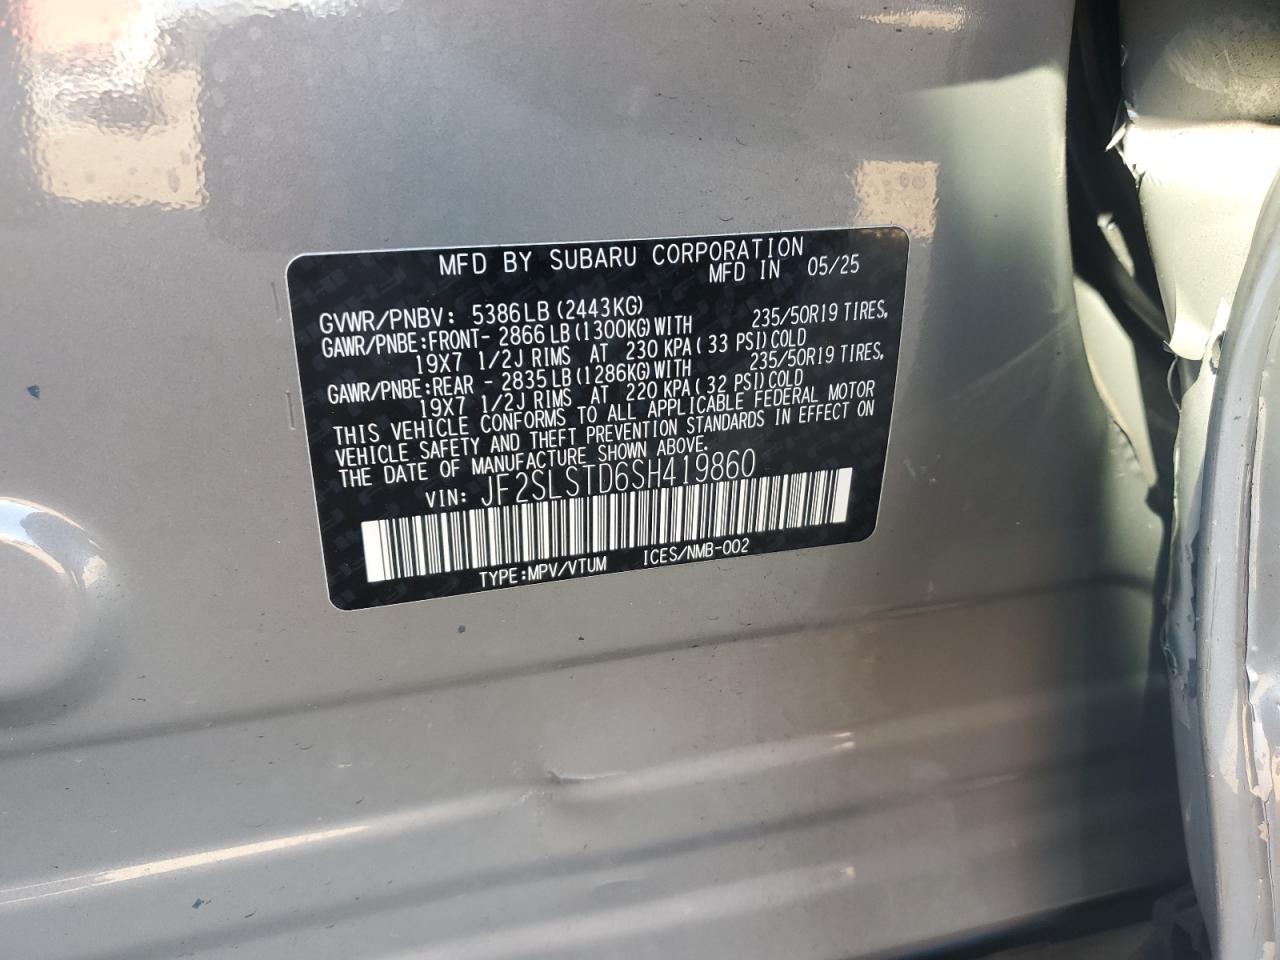 MFD BY SUBARU CORPORATION
MFD IN 05/25
GVWR/PNBV: 5386LB (2443KG)
GAWR/PNBE:FRONT- 2866LB (1300KG) WITH 235/50R19 TIRES,
19X7 1/2J RIMS AT 230 KPA( 33 PSI) COLD
GAWR/PNBE:REAR - 2835LB (1286KG) WITH 235/50R19 TIRES,
19X7 1/2J RIMS AT 220 KPA( 32 PSI) COLD
THIS VEHICLE CONFORMS TO ALL APPLICABLE FEDERAL MOTOR
VEHICLE SAFETY AND THEFT PREVENTION STANDARDS IN EFFECT ON
THE DATE OF MANUFACTURE SHOWN ABOVE.
VIN: JF2SLSTD6SH419860
TYPE:MPV/VTUM ICES/NMB-002